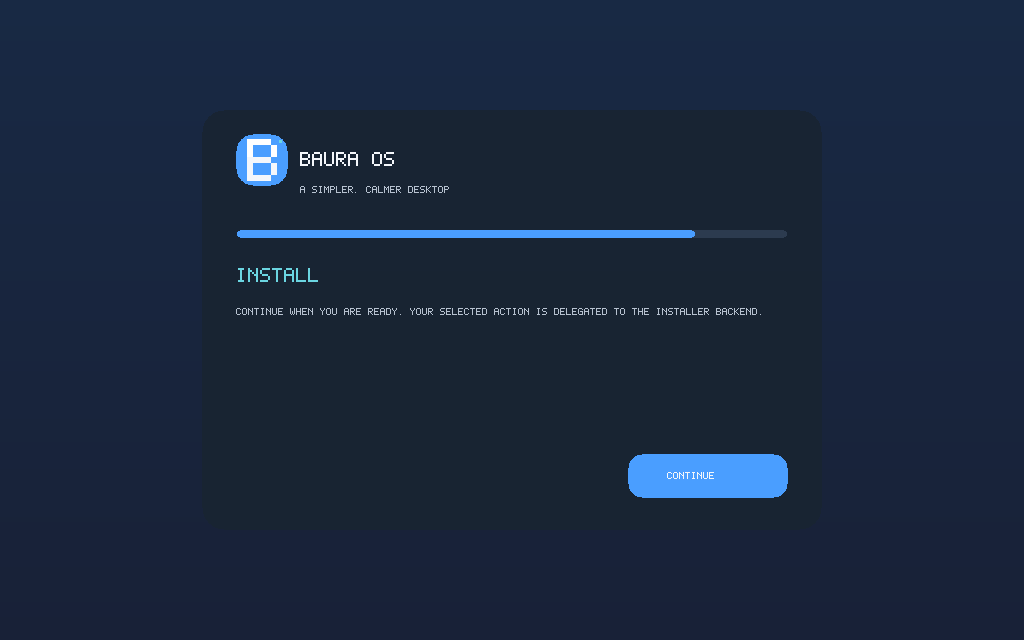 B
BAURA OS
A SIMPLER. CALMER DESKTOP
INSTALL
CONTINUE WHEN YOU ARE READY. YOUR SELECTED ACTION IS DELEGATED TO THE INSTALLER BACKEND.
CONTINUE